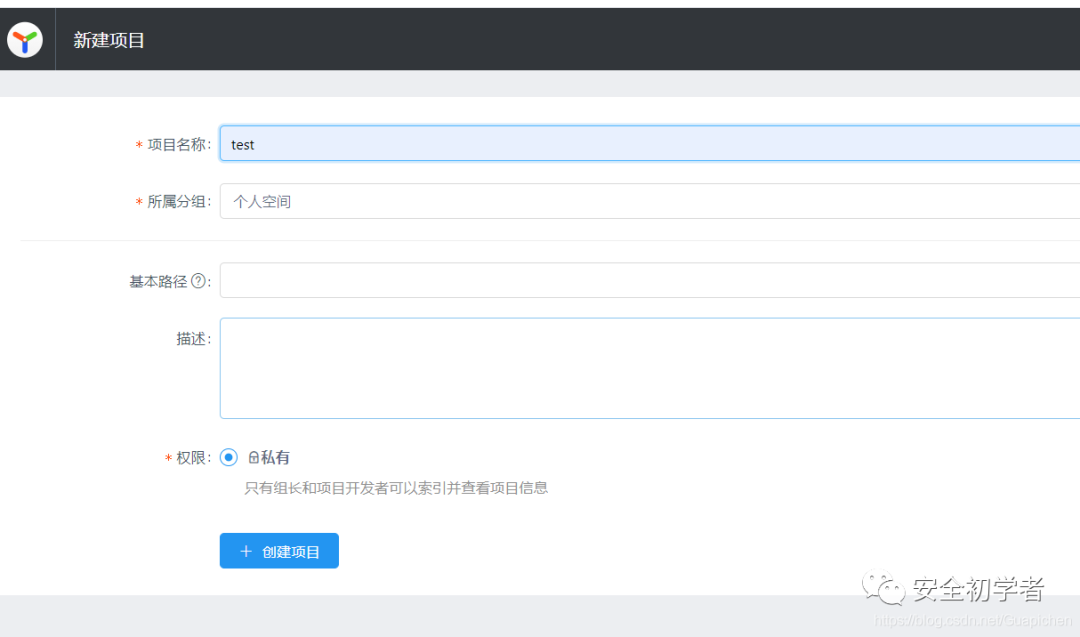 新建项目
* 项目名称:
test
* 所属分组:
个人空间
基本路径 ? :
描述:
* 权限:
私有
只有组长和项目开发者可以索引并查看项目信息
+ 创建项目
安全初学者
https://blog.csdn.net/Suapichen